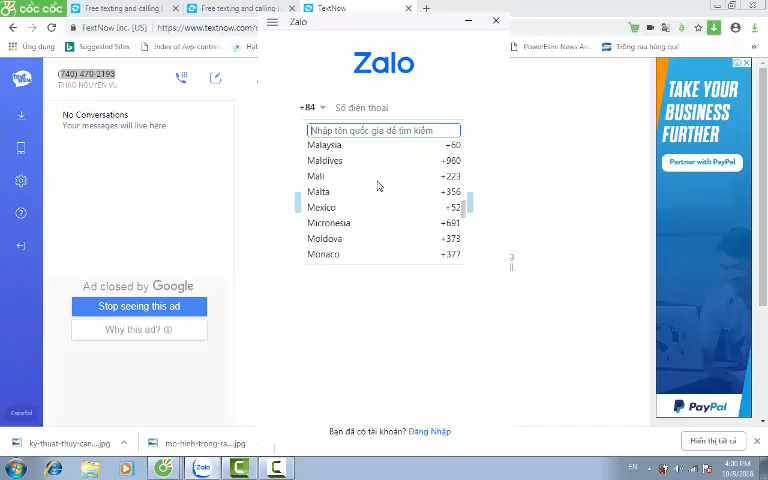 CỐC CỐC
Free texting and calling |
Free texting and calling |
TextNow
TextNow Inc. [US]
https://www.textnow.com
Ứng dụng
Suggested Sites
Index of /wp-content
PowerEsim News An...
Trồng rau hùng quế
Zalo
Zalo
+84
Số điện thoại
Nhập tên quốc gia để tìm kiếm
Malaysia +60
Maldives +960
Mali +223
Malta +356
Mexico +52
Micronesia +691
Moldova +373
Monaco +377
Bạn đã có tài khoản? Đăng Nhập
(740) 470-2193
THAO NGUYEN VU
No Conversations
Your messages will live here
Ad closed by Google
Stop seeing this ad
Why this ad?
Español
TAKE YOUR
BUSINESS
FURTHER
Partner with PayPal
PayPal
ky-thuat-thuy-can....jpg
mo-hinh-trong-ra....jpg
Hiển thị tất cả
Zalo
EN
4:00 PM
10/8/2018